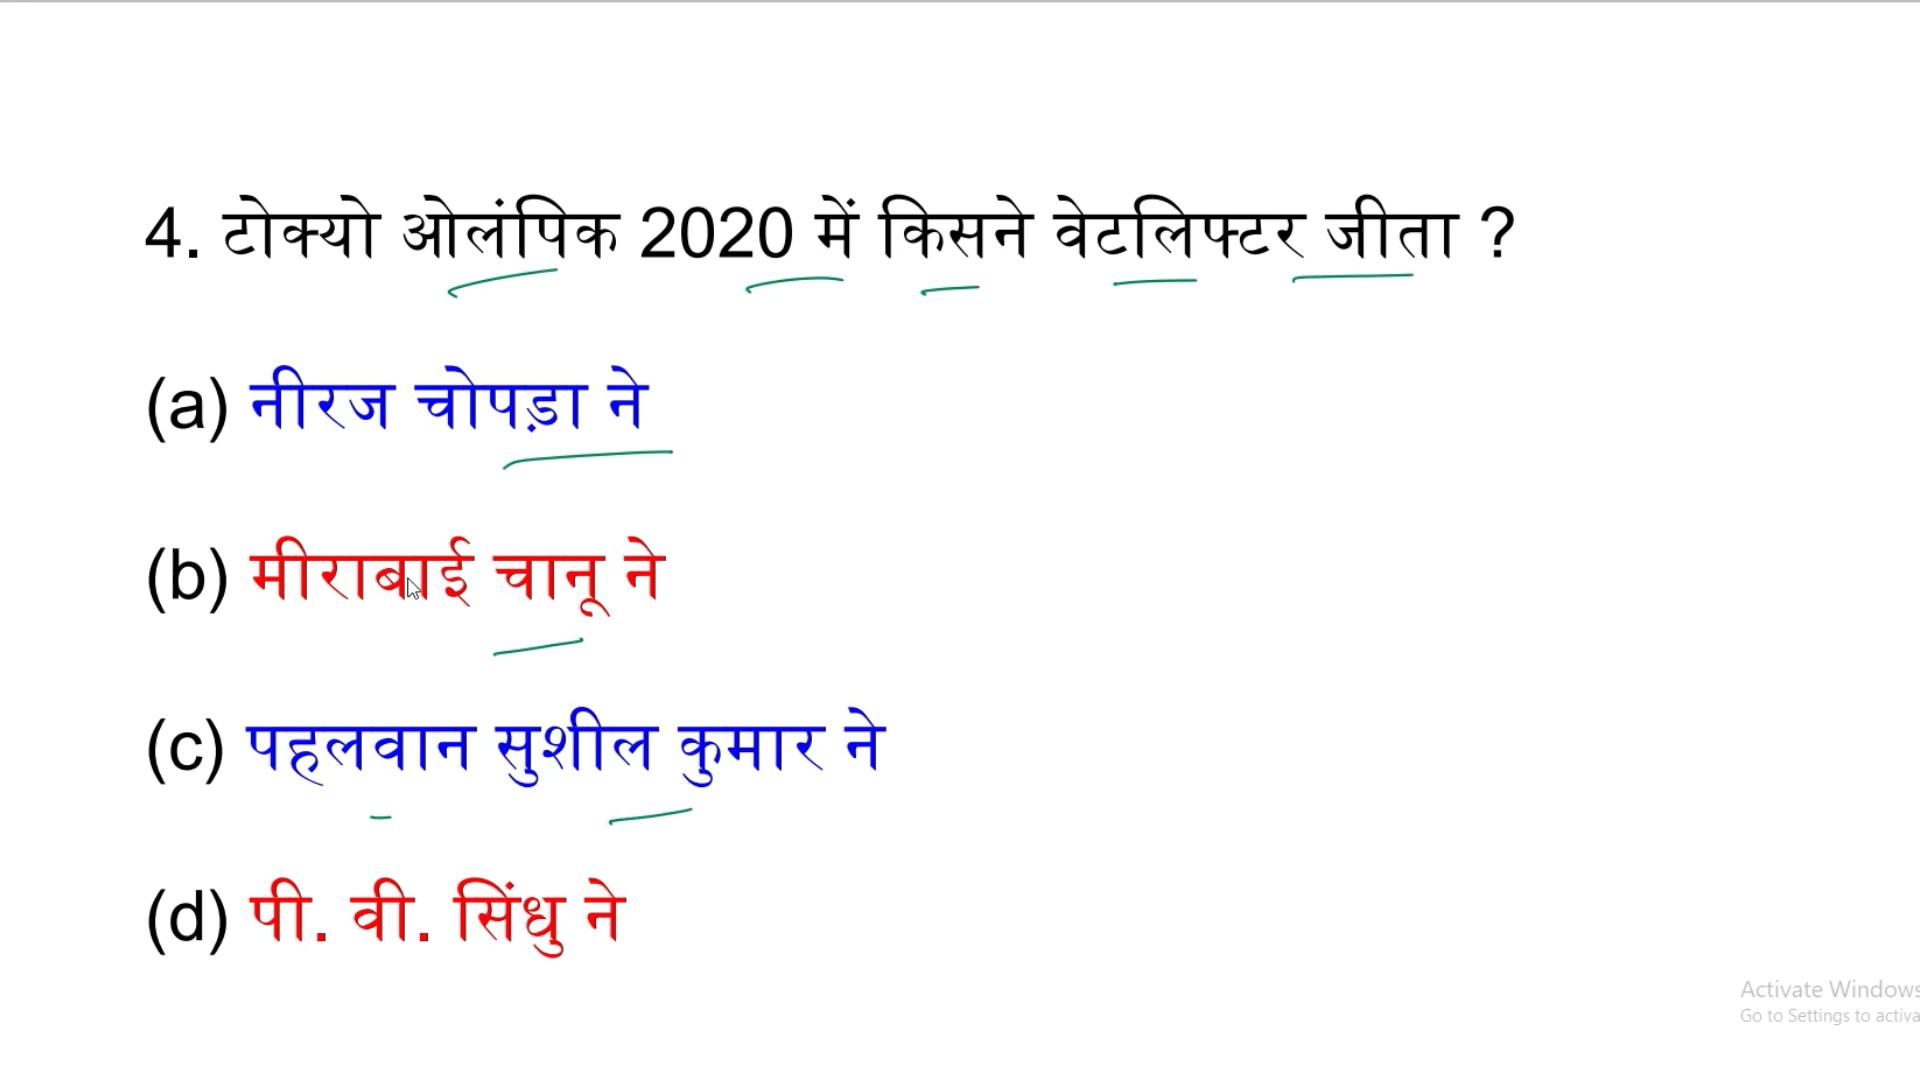 4. टोक्यो ओलंपिक 2020 में किसने वेटलिफ्टर जीता ?
(a) नीरज चोपड़ा ने
(b) मीराबाई चानू ने
(c) पहलवान सुशील कुमार ने
(d) पी. वी. सिंधु ने
Activate Windows
Go to Settings to activa